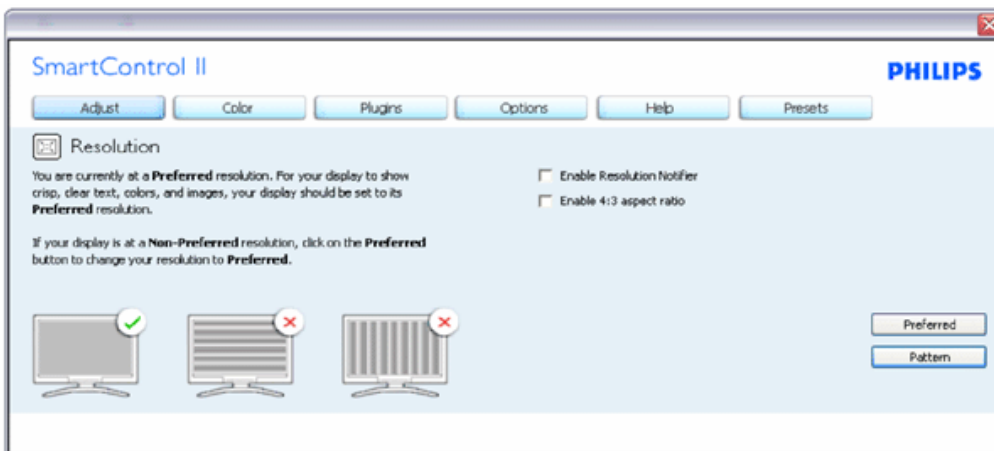 SmartControl II
PHILIPS
Adjust
Color
Plugins
Options
Help
Presets
Resolution
You are currently at a Preferred resolution. For your display to show
crisp, clear text, colors, and images, your display should be set to its
Preferred resolution.
If your display is at a Non-Preferred resolution, click on the Preferred
button to change your resolution to Preferred.
Enable Resolution Notifier
Enable 4:3 aspect ratio
Preferred
Pattern